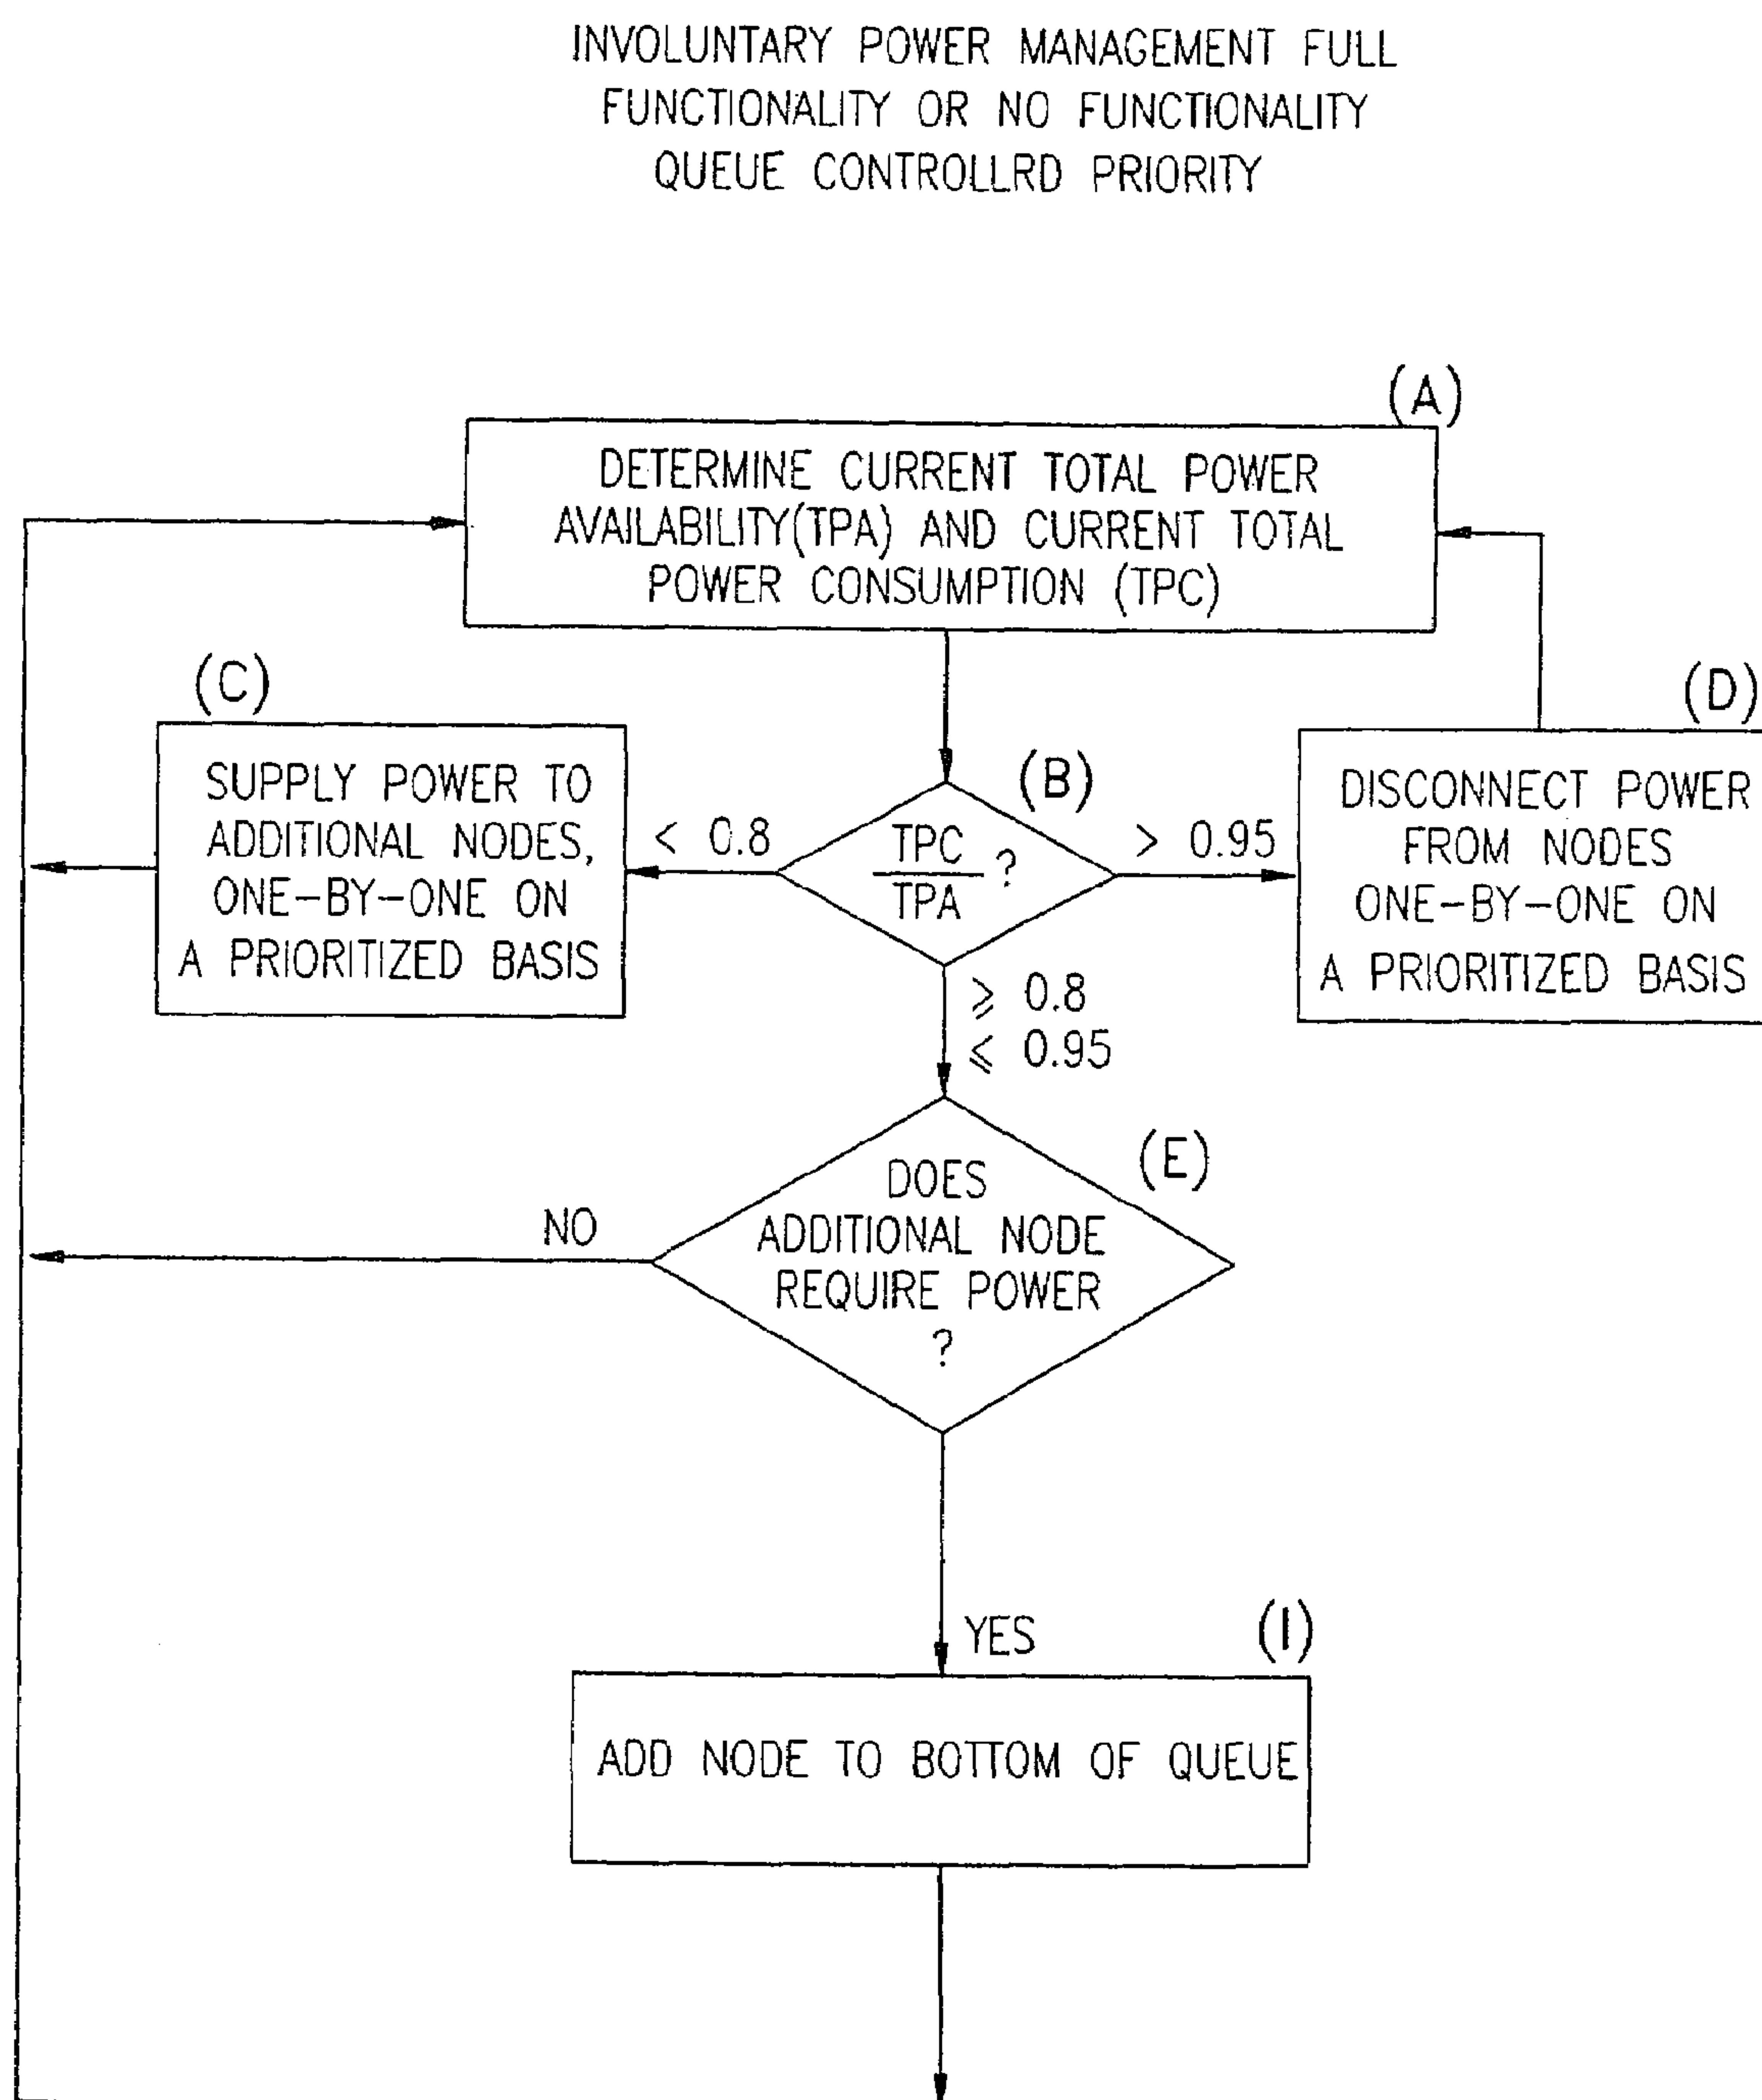 INVOLUNTARY POWER MANAGEMENT FULL
FUNCTIONALITY OR NO FUNCTIONALITY
QUEUE CONTROLLRD PRIORITY
(A)
DETERMINE CURRENT TOTAL POWER
AVAILABILITY(TPA) AND CURRENT TOTAL
POWER CONSUMPTION (TPC)
(C)
SUPPLY POWER TO
ADDITIONAL NODES,
ONE-BY-ONE ON
A PRIORITIZED BASIS
< 0.8
(B)
TPC
TPA
?
> 0.95
(D)
DISCONNECT POWER
FROM NODES
ONE-BY-ONE ON
A PRIORITIZED BASIS
⩾ 0.8
⩽ 0.95
(E)
DOES
ADDITIONAL NODE
REQUIRE POWER
?
NO
YES
(I)
ADD NODE TO BOTTOM OF QUEUE